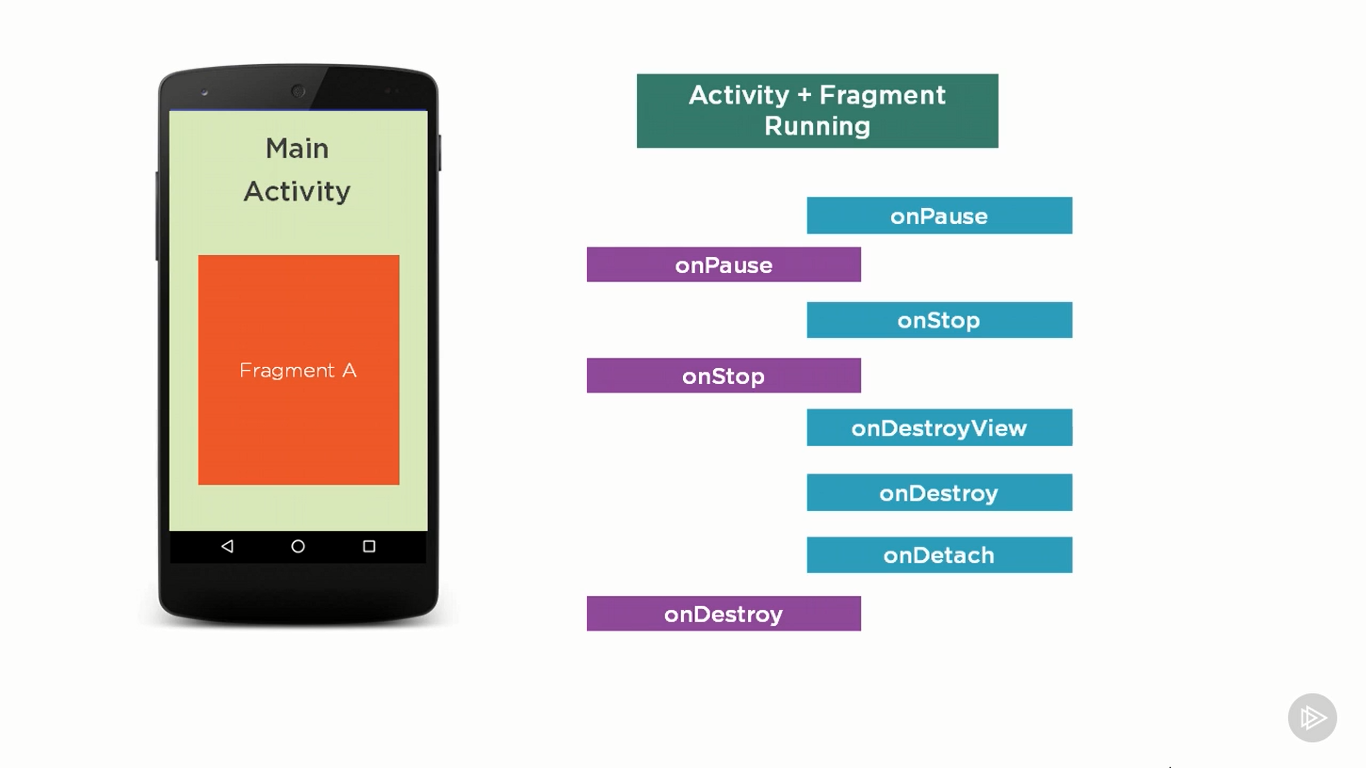 Main
Activity
Fragment A
Activity + Fragment
Running
onPause
onPause
onStop
onStop
onDestroyView
onDestroy
onDetach
onDestroy